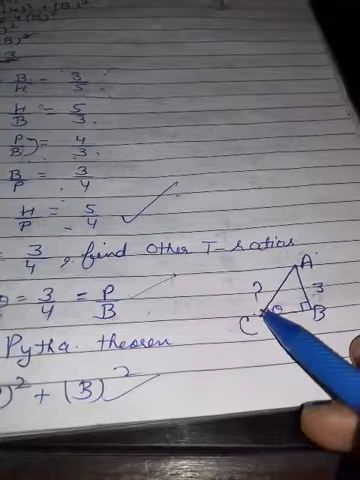 B/H = 3/5
H/B = 5/3
P/B = 4/3
B/P = 3/4
H/P = 5/4
= 3/4, find other T-ratios
= 3/4 = P/B
A
?
3
C
θ
B
Pytha. theorem
)² + (B)²